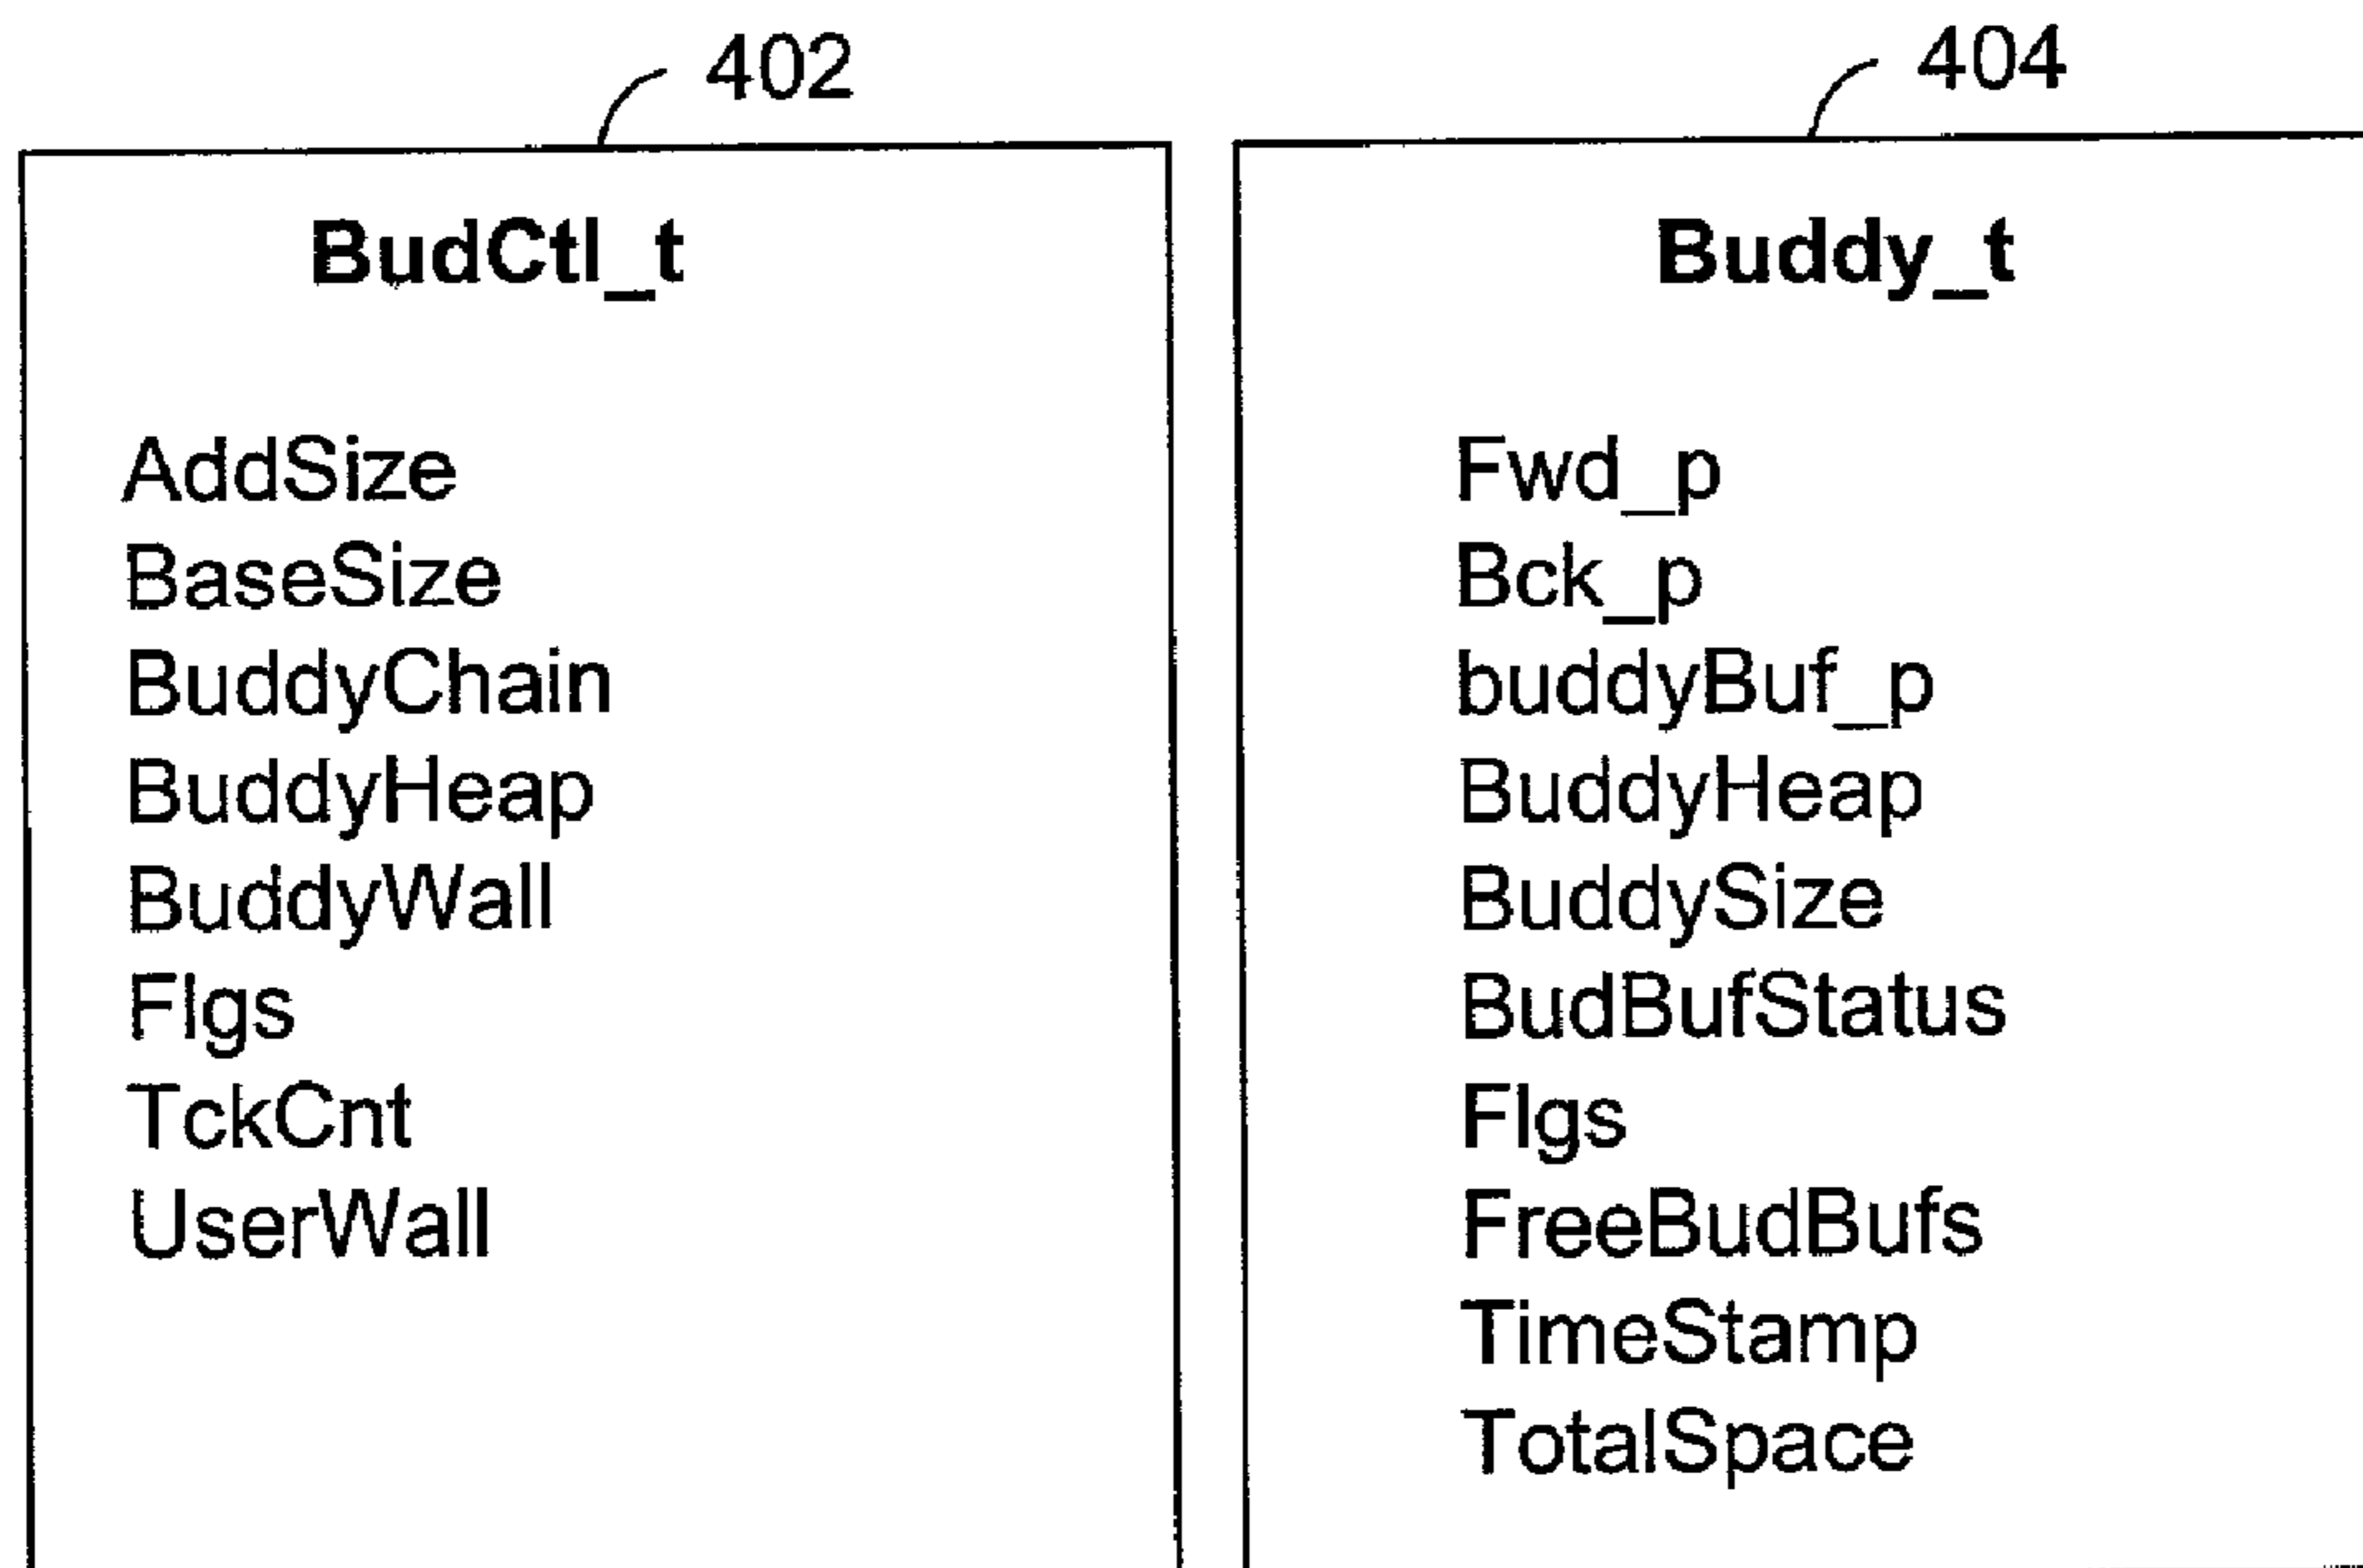 402
BudCtl_t
AddSize
BaseSize
BuddyChain
BuddyHeap
BuddyWall
Flgs
TckCnt
UserWall
404
Buddy_t
Fwd_p
Bck_p
buddyBuf_p
BuddyHeap
BuddySize
BudBufStatus
Flgs
FreeBudBufs
TimeStamp
TotalSpace